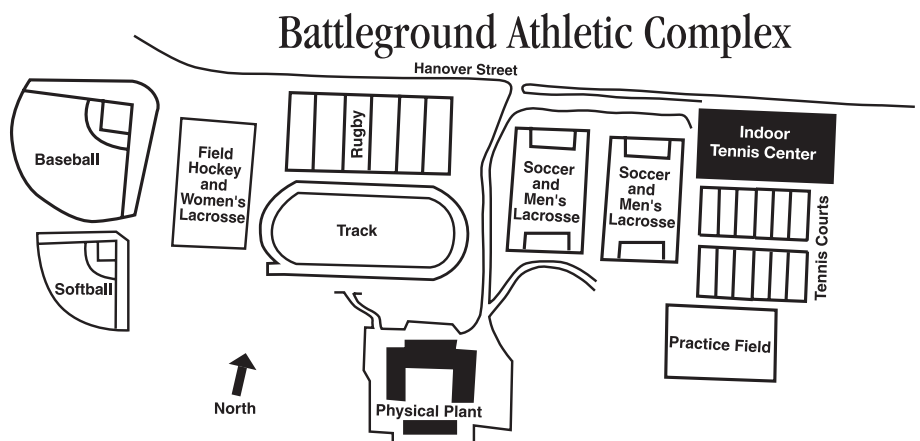 Battleground Athletic Complex
Hanover Street
Baseball
Field
Hockey
and
Women's
Lacrosse
Rugby
Soccer
and
Men's
Lacrosse
Soccer
and
Men's
Lacrosse
Indoor
Tennis Center
Track
Tennis Courts
Softball
Practice Field
North
Physical Plant